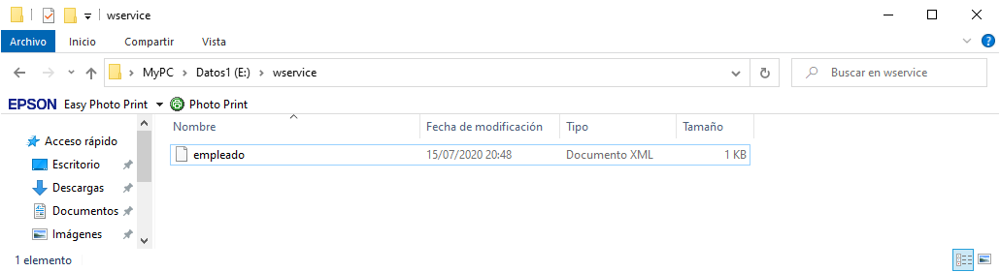 wservice
Archivo Inicio Compartir Vista
MyPC Datos1 (E:) wservice Buscar en wservice
EPSON Easy Photo Print Photo Print
Nombre Fecha de modificación Tipo Tamaño
Acceso rápido
empleado 15/07/2020 20:48 Documento XML 1 KB
Escritorio
Descargas
Documentos
Imágenes
1 elemento